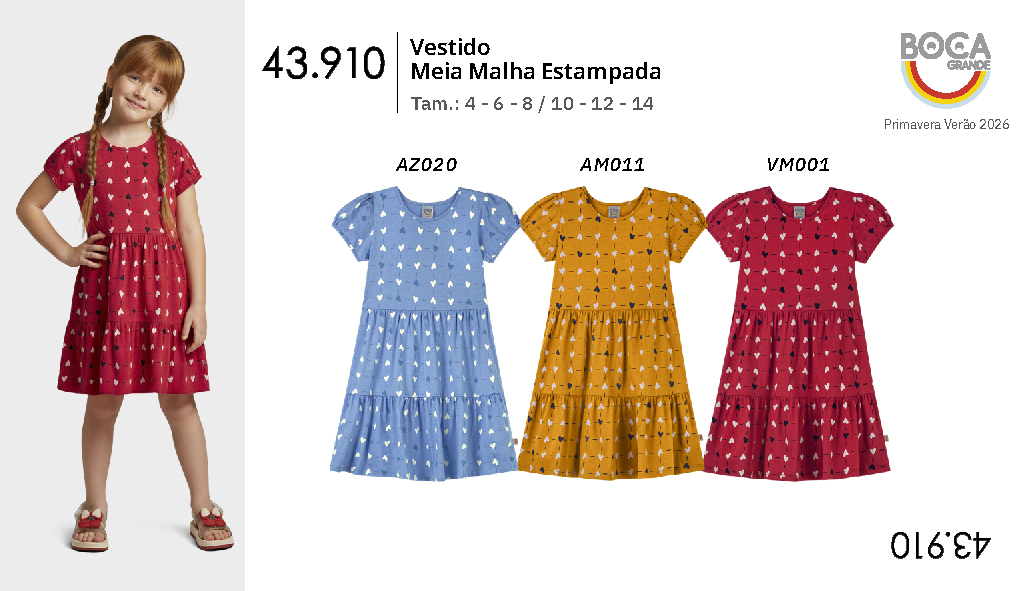 43.910
Vestido
Meia Malha Estampada
Tam.: 4 - 6 - 8 / 10 - 12 - 14
BOCA
GRANDE
Primavera Verão 2026
AZ020
AM011
VM001
43.910